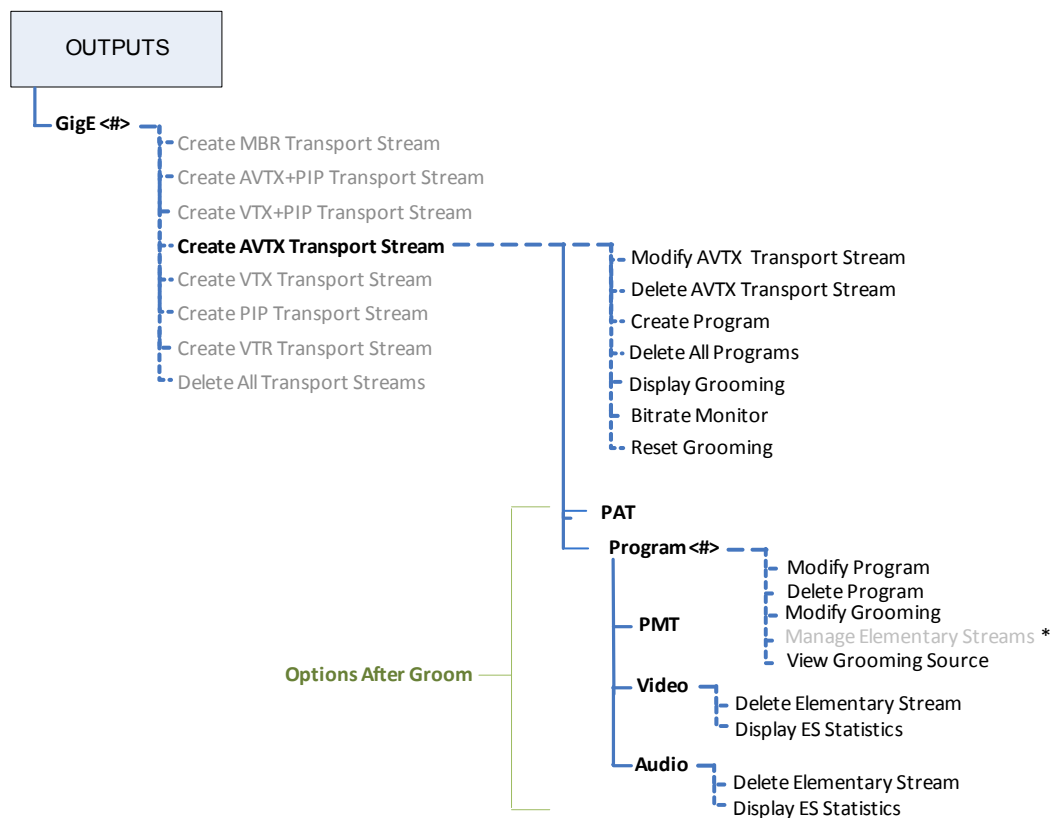 OUTPUTS
GigE <#>
Create MBR Transport Stream
Create AVTX+PIP Transport Stream
Create VTX+PIP Transport Stream
Create AVTX Transport Stream
Create VTX Transport Stream
Create PIP Transport Stream
Create VTR Transport Stream
Delete All Transport Streams
Modify AVTX Transport Stream
Delete AVTX Transport Stream
Create Program
Delete All Programs
Display Grooming
Bitrate Monitor
Reset Grooming
Options After Groom
PAT
Program <#>
Modify Program
Delete Program
Modify Grooming
Manage Elementary Streams *
View Grooming Source
PMT
Video
Delete Elementary Stream
Display ES Statistics
Audio
Delete Elementary Stream
Display ES Statistics